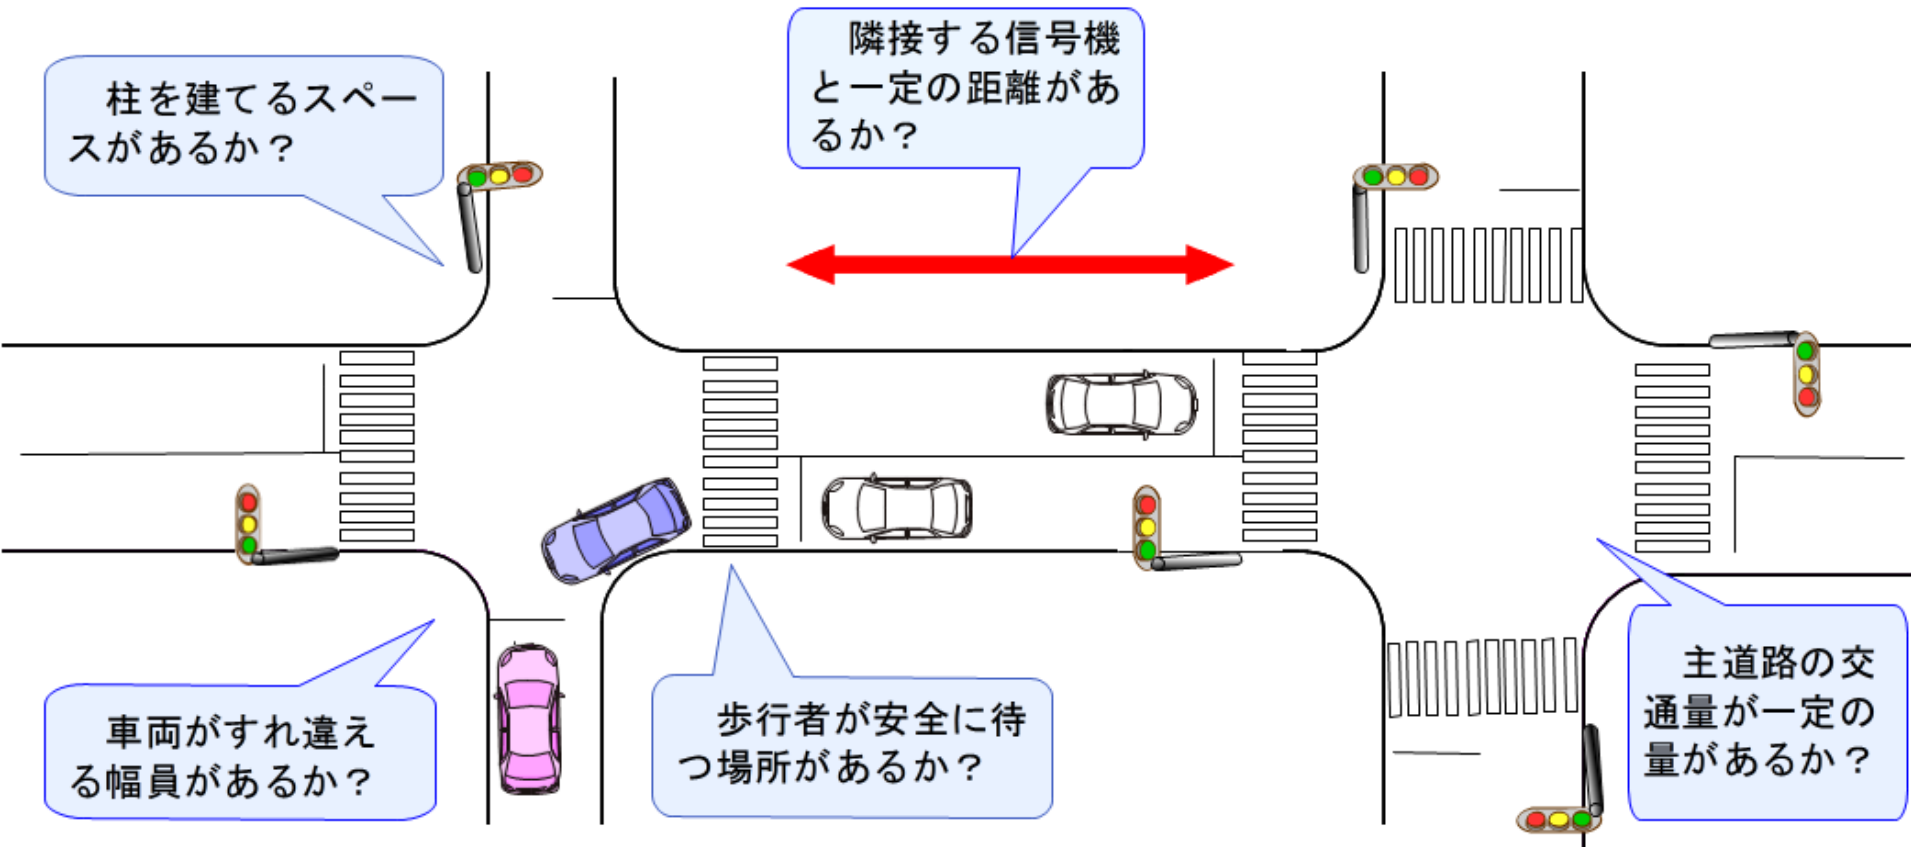 隣接する信号機
と一定の距離があ
るか？
柱を建てるスペー
スがあるか？
車両がすれ違え
る幅員があるか？
歩行者が安全に待
つ場所があるか？
主道路の交
通量が一定の
量があるか？